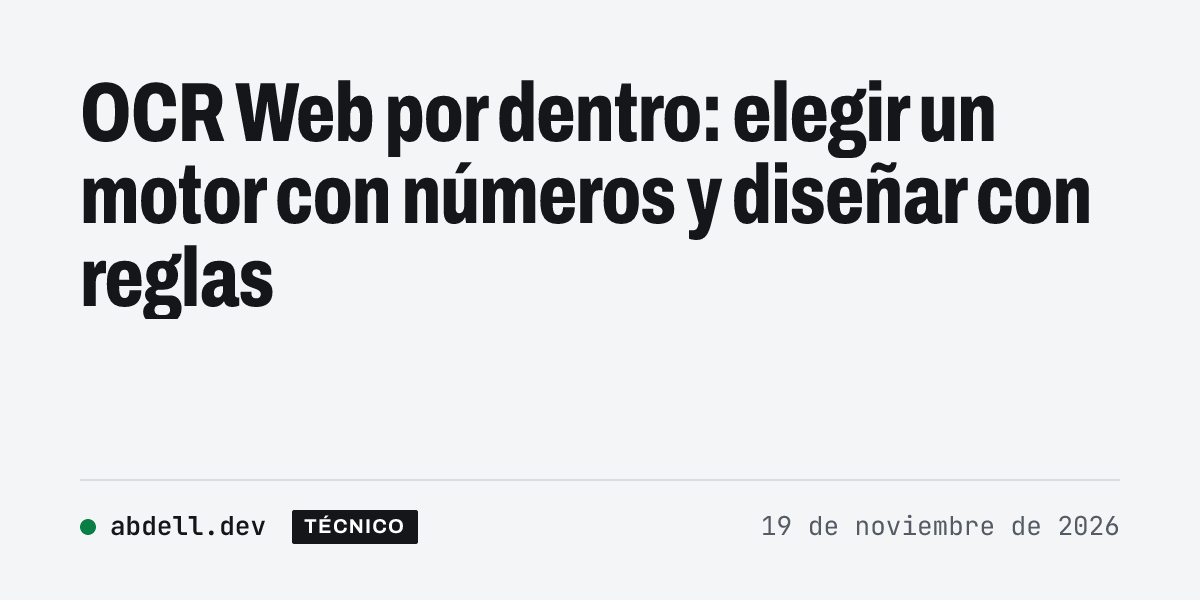 OCR Web por dentro: elegir un
motor con números y diseñar con
reglas
abdell.dev TÉCNICO 19 de noviembre de 2026